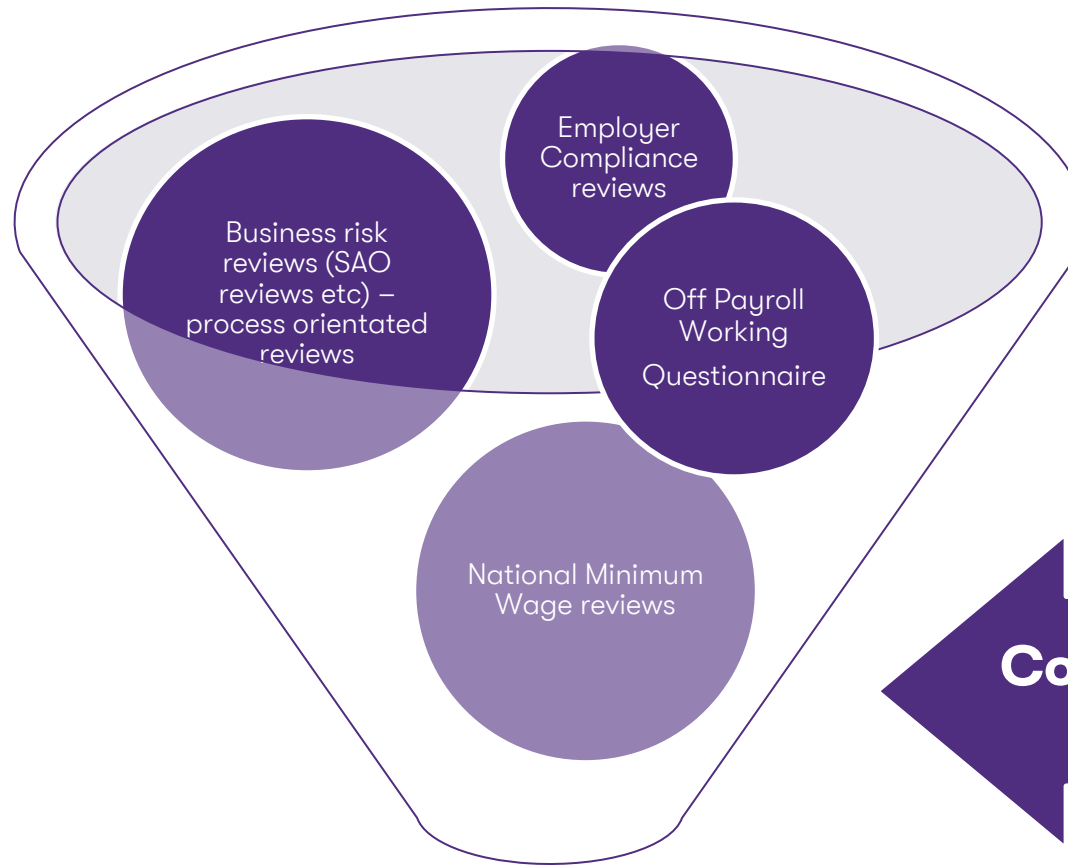 Employer
Compliance
reviews
Business risk
reviews (SAO
reviews etc) –
process orientated
reviews
Off Payroll
Working
Questionnaire
National Minimum
Wage reviews